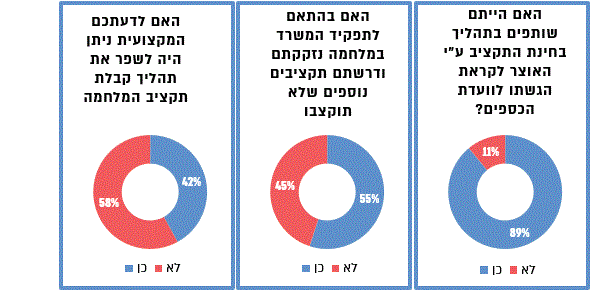 האם הייתם
שותפים בתהליך
בחינת התקציב ע"י
האוצר לקראת
הגשתו לוועדת
הכספים?
11%
89%
כן לא
האם בהתאם
לתפקיד המשרד
במלחמה נזקקתם
ודרשתם תקציבים
נוספים שלא
תוקצבו
45%
55%
כן לא
האם לדעתכם
המקצועית ניתן
היה לשפר את
תהליך קבלת
תקציב המלחמה
42%
58%
כן לא